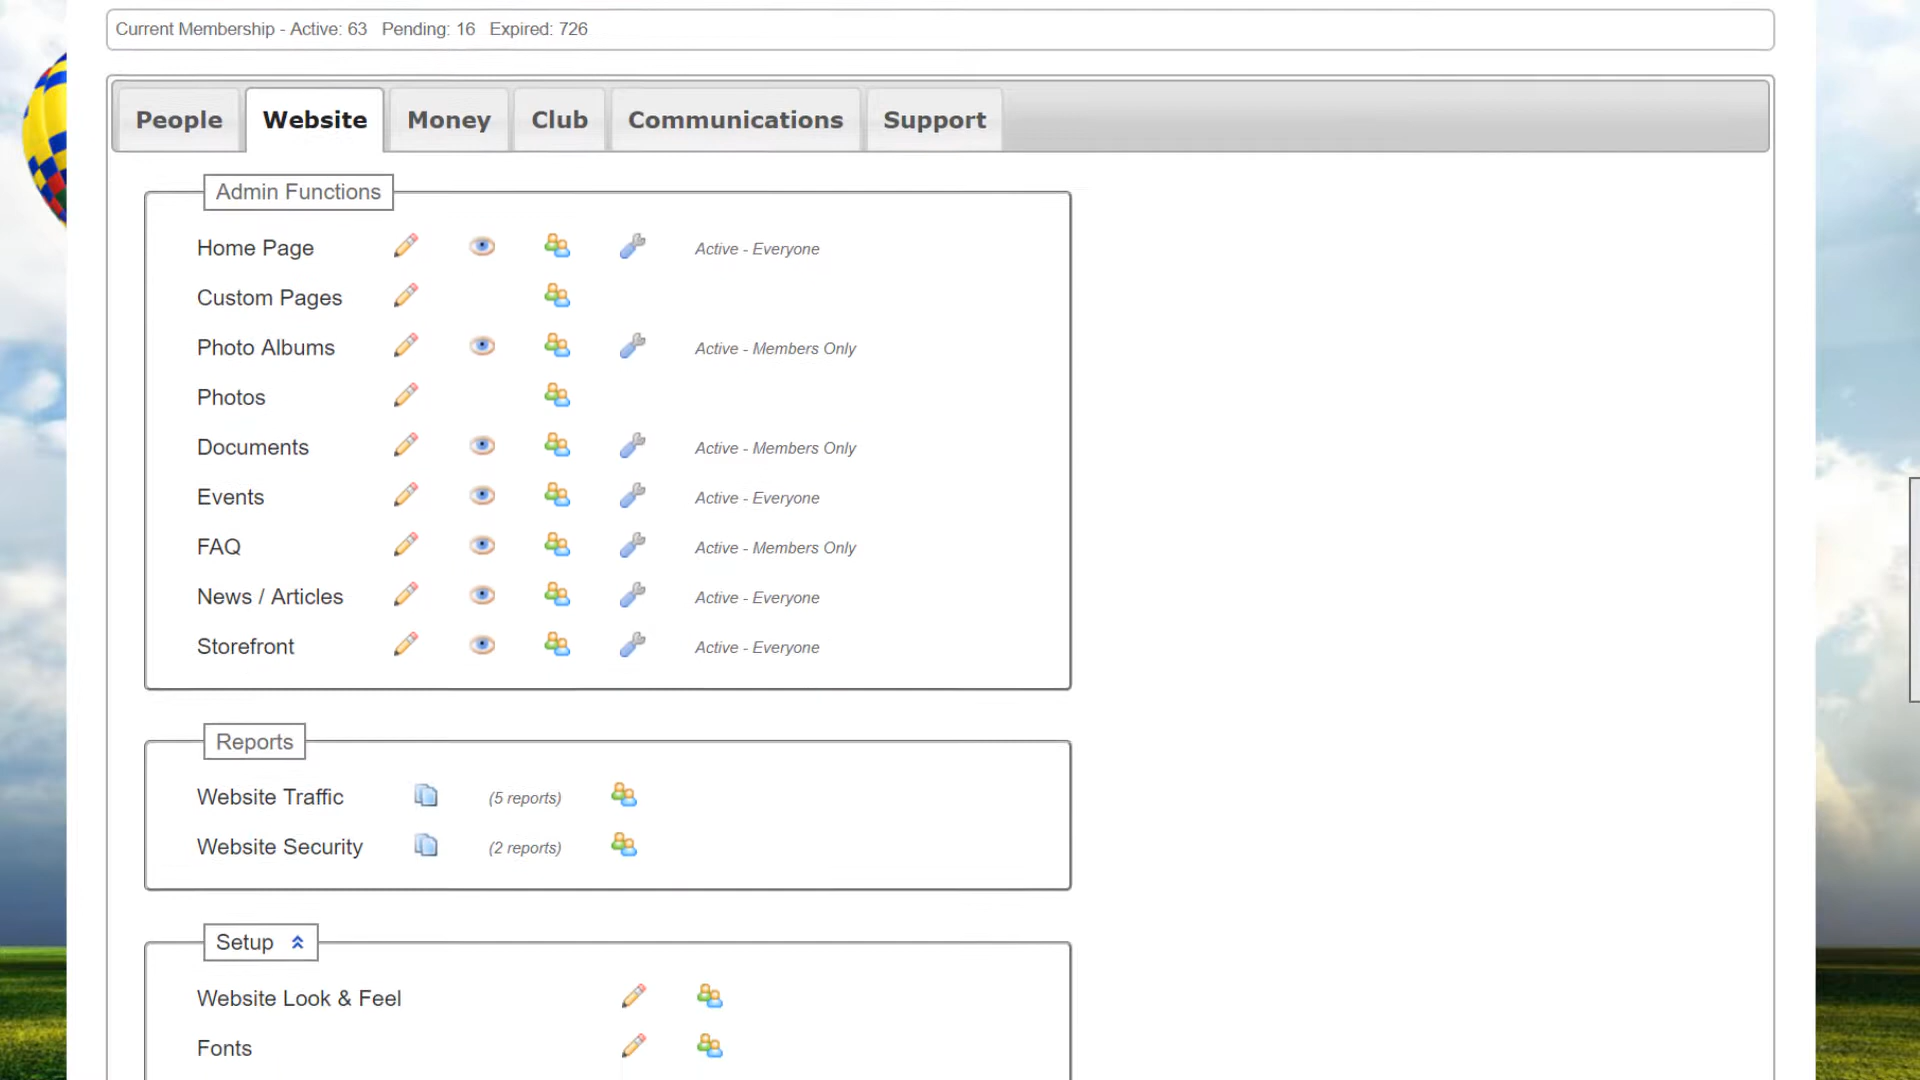 Current Membership - Active: 63 Pending: 16 Expired: 726
People Website Money Club Communications Support
Admin Functions
Home Page Active - Everyone
Custom Pages
Photo Albums Active - Members Only
Photos
Documents Active - Members Only
Events Active - Everyone
FAQ Active - Members Only
News / Articles Active - Everyone
Storefront Active - Everyone
Reports
Website Traffic (5 reports)
Website Security (2 reports)
Setup
Website Look & Feel
Fonts